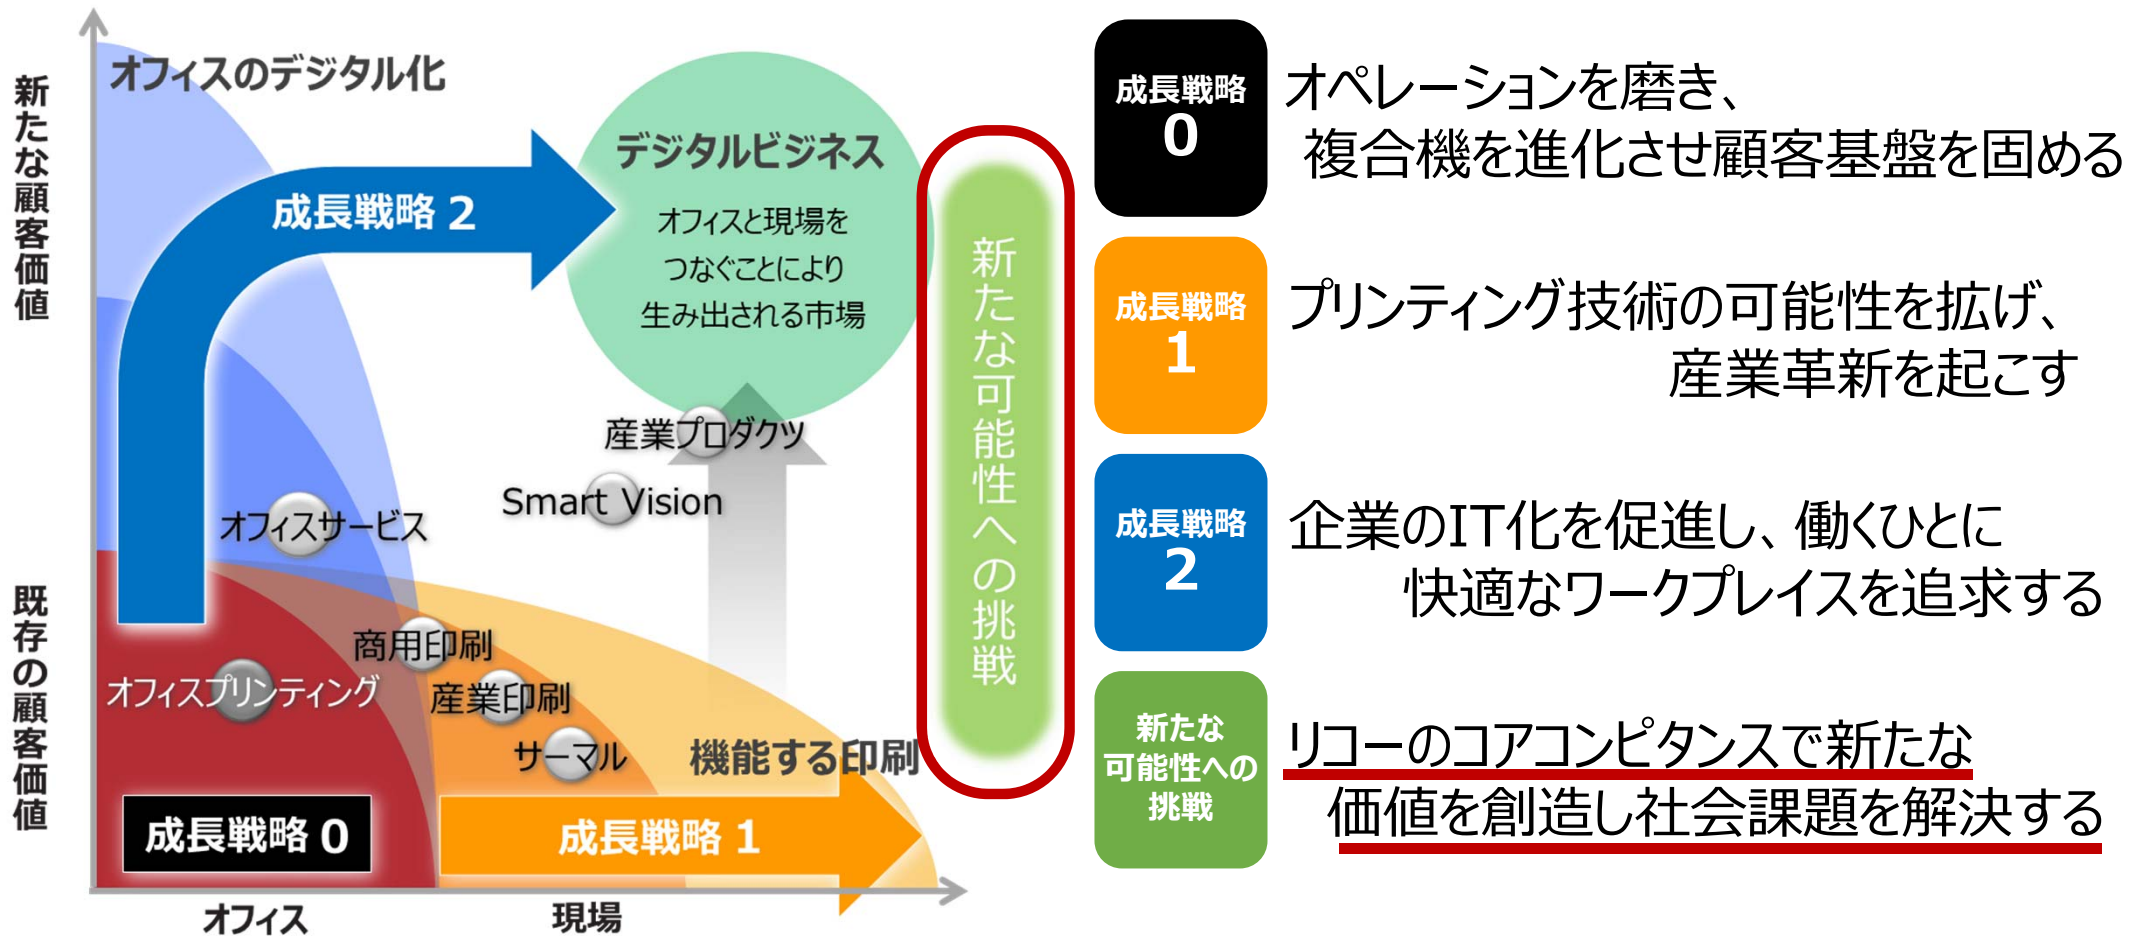 新たな顧客価値
既存の顧客価値
オフィスのデジタル化
成長戦略 2
デジタルビジネス
オフィスと現場を
つなぐことにより
生み出される市場
産業プロダクツ
Smart Vision
オフィスサービス
商用印刷
オフィスプリンティング
産業印刷
サーマル
機能する印刷
成長戦略 0
成長戦略 1
オフィス
現場
新たな可能性への挑戦
成長戦略
0
オペレーションを磨き、
複合機を進化させ顧客基盤を固める
成長戦略
1
プリンティング技術の可能性を拡げ、
産業革新を起こす
成長戦略
2
企業のIT化を促進し、働くひとに
快適なワークプレイスを追求する
新たな
可能性への
挑戦
リコーのコアコンピタンスで新たな
価値を創造し社会課題を解決する